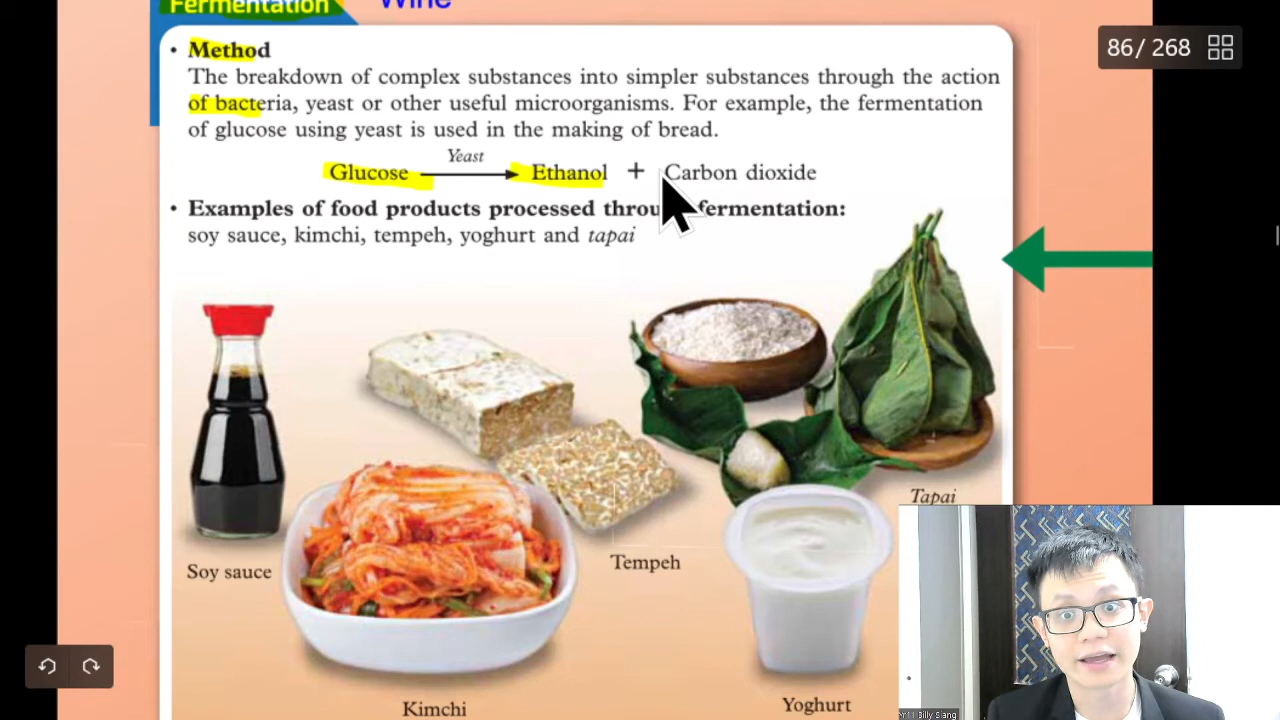 Fermentation
Wine
86/ 268
• Method
The breakdown of complex substances into simpler substances through the action
of bacteria, yeast or other useful microorganisms. For example, the fermentation
of glucose using yeast is used in the making of bread.
Yeast
Glucose → Ethanol + Carbon dioxide
• Examples of food products processed through fermentation:
soy sauce, kimchi, tempeh, yoghurt and tapai
Tapai
Tempeh
Soy sauce
Yoghurt
Kimchi
Billy Siang